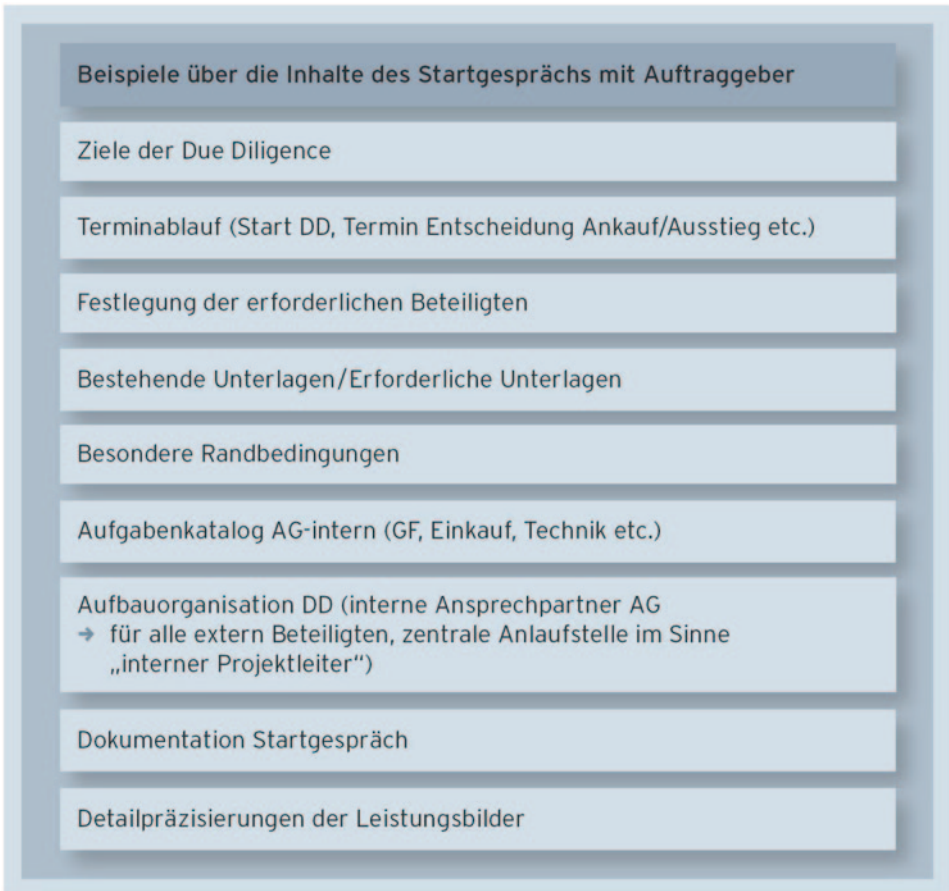 Beispiele über die Inhalte des Startgesprächs mit Auftraggeber
Ziele der Due Diligence
Terminablauf (Start DD, Termin Entscheidung Ankauf/Ausstieg etc.)
Festlegung der erforderlichen Beteiligten
Bestehende Unterlagen/Erforderliche Unterlagen
Besondere Randbedingungen
Aufgabenkatalog AG-intern (GF, Einkauf, Technik etc.)
Aufbauorganisation DD (interne Ansprechpartner AG
→ für alle extern Beteiligten, zentrale Anlaufstelle im Sinne
„interner Projektleiter“)
Dokumentation Startgespräch
Detailpräzisierungen der Leistungsbilder